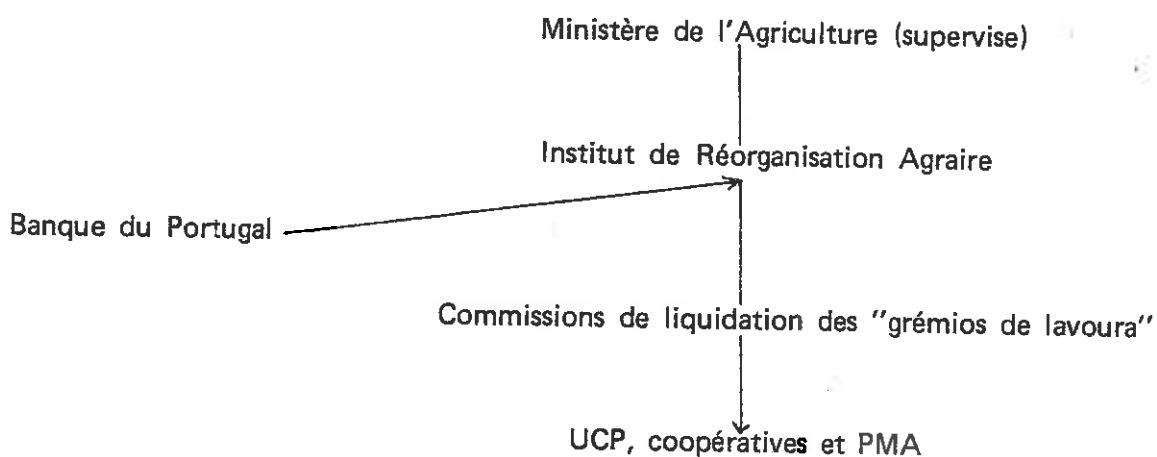 Ministère de l'Agriculture (supervise)
Institut de Réorganisation Agraire
Banque du Portugal
Commissions de liquidation des "grémios de lavoura"
UCP, coopératives et PMA